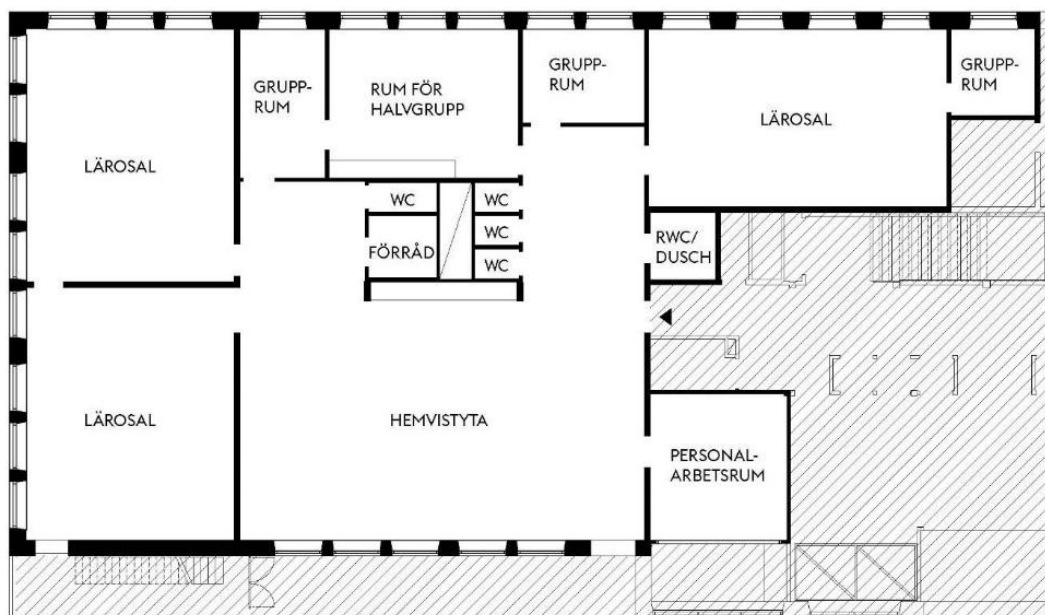 GRUPP-
RUM
RUM FÖR
HALVGRUPP
GRUPP-
RUM
GRUPP-
RUM
LÄROSAL
LÄROSAL
WC
WC
WC
WC
FÖRRÅD
RWC/
DUSCH
LÄROSAL
HEMVISTYTA
PERSONAL-
ARBETSRUM